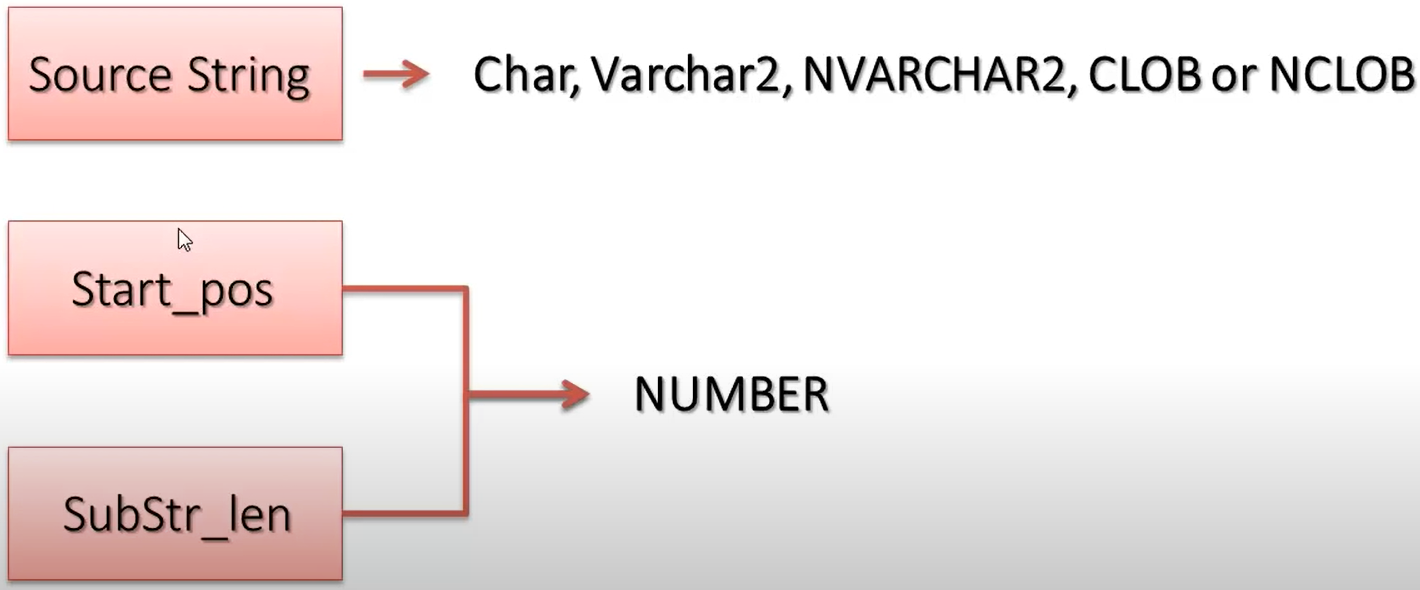 Source String
Char, Varchar2, NVARCHAR2, CLOB or NCLOB
Start_pos
NUMBER
SubStr_len